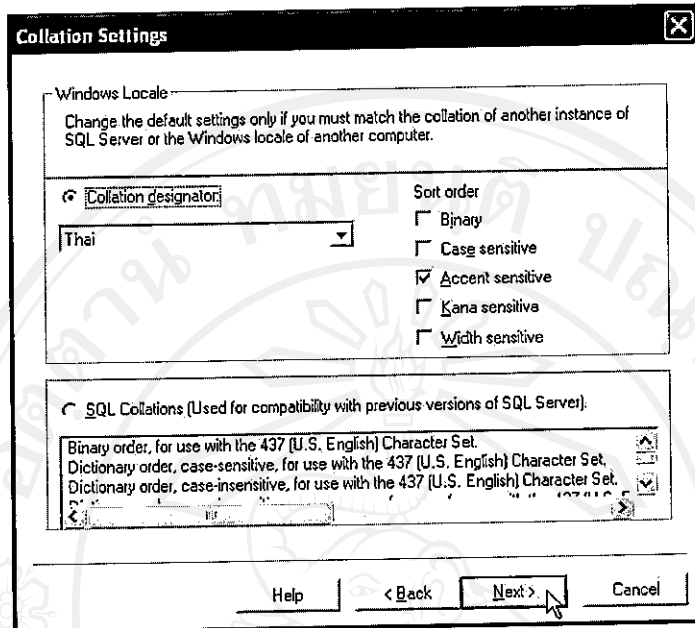 Collation Settings
Windows Locale
Change the default settings only if you must match the collation of another instance of
SQL Server or the Windows locale of another computer.
Collation designator:
Thai
Sort order
Binary
Case sensitive
Accent sensitive
Kana sensitive
Width sensitive
SQL Collations (Used for compatibility with previous versions of SQL Server).
Binary order, for use with the 437 (U.S. English) Character Set.
Dictionary order, case-sensitive, for use with the 437 (U.S. English) Character Set.
Dictionary order, case-insensitive, for use with the 437 (U.S. English) Character Set.
Help
< Back
Next >
Cancel